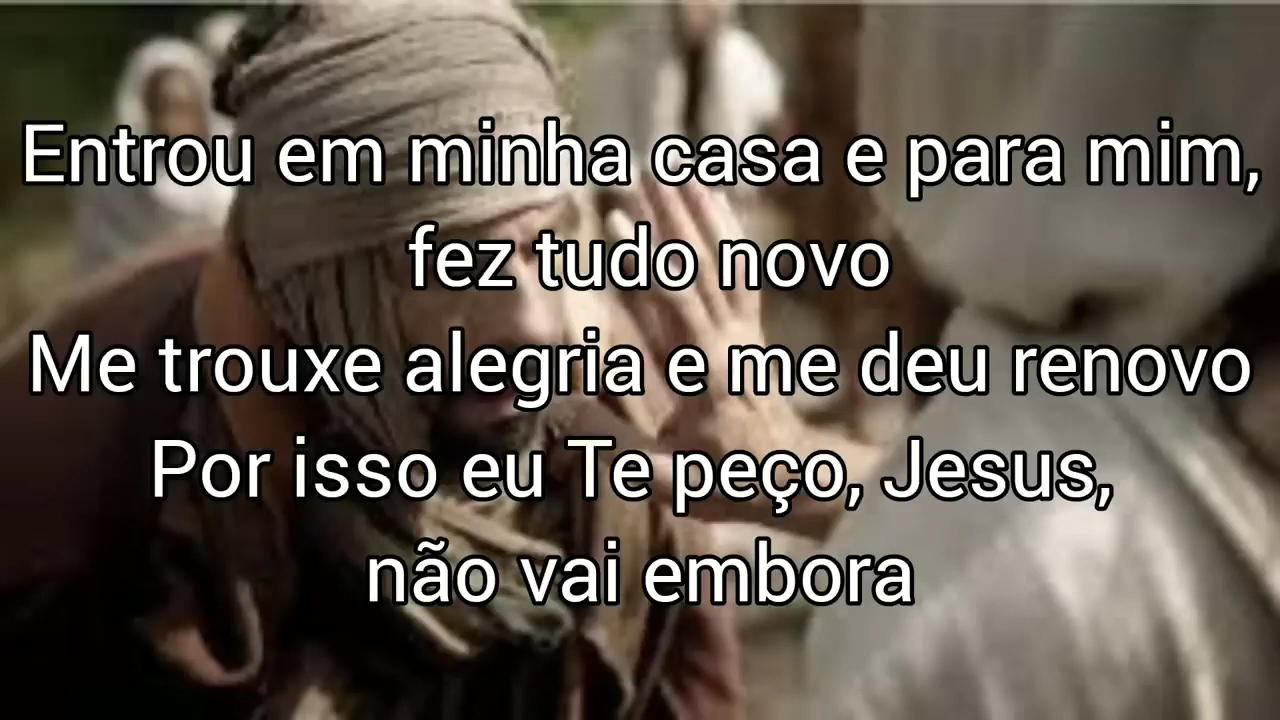 Entrou em minha casa e para mim,
fez tudo novo
Me trouxe alegria e me deu renovo
Por isso eu Te peço, Jesus,
não vai embora